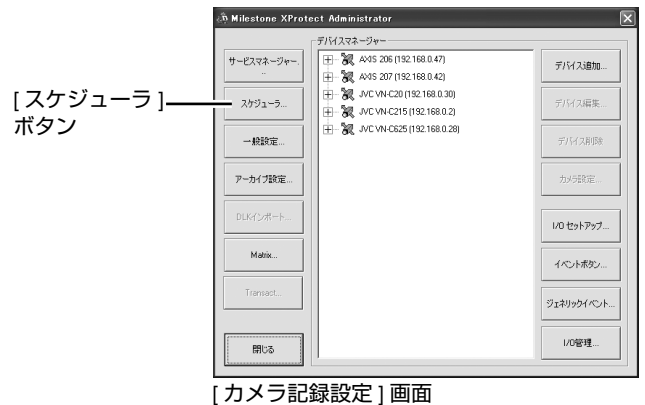 Milestone XProtect Administrator
デバイスマネージャー
サービスマネージャー...
スケジューラ...
一般設定...
アーカイブ設定...
DLKインポート...
Matrix...
Transact...
閉じる
AXIS 206 (192.168.0.47)
AXIS 207 (192.168.0.42)
JVC VN-C20 (192.168.0.30)
JVC VN-C215 (192.168.0.2)
JVC VN-C625 (192.168.0.28)
デバイス追加...
デバイス編集...
デバイス削除
カメラ設定...
I/O セットアップ...
イベントボタン...
ジェネリックイベント...
I/O管理...
[ スケジューラ ]
ボタン
[ カメラ記録設定 ] 画面